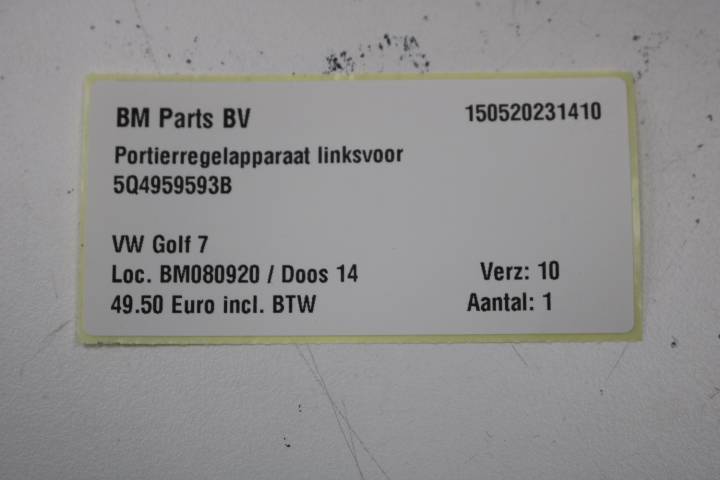 BM Parts BV 150520231410
Portierregelapparaat linksvoor
5Q4959593B
VW Golf 7
Loc. BM080920 / Doos 14 Verz: 10
49.50 Euro incl. BTW Aantal: 1